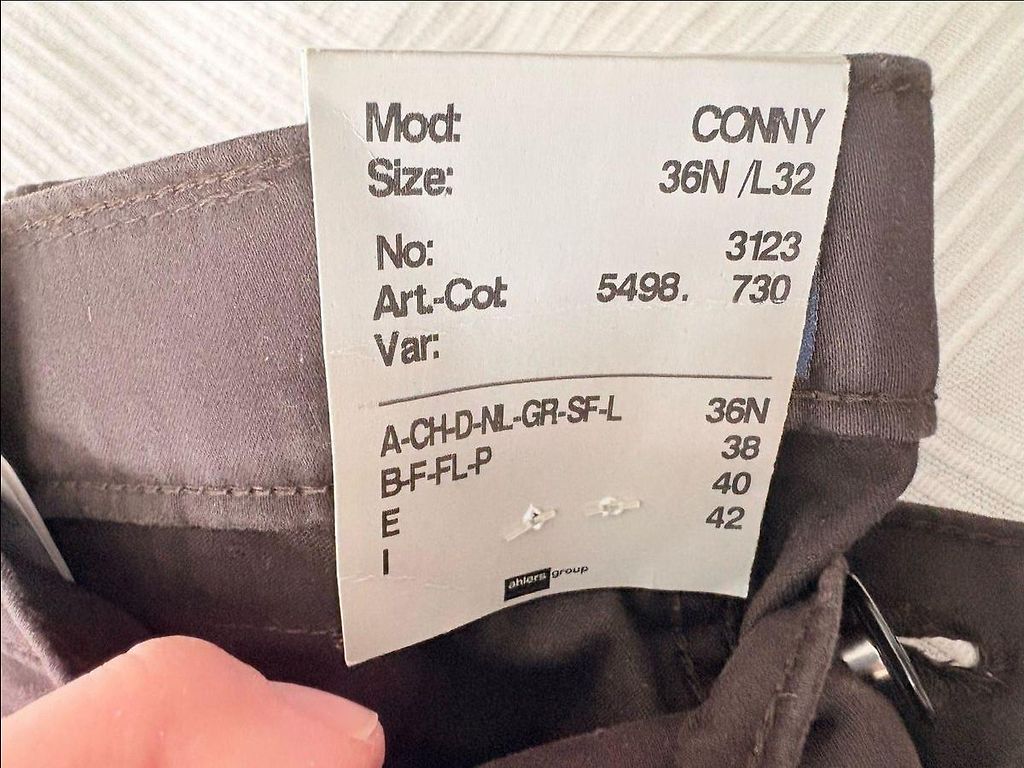 Mod: CONNY
Size: 36N /L32
No: 3123
Art.-Col: 5498. 730
Var:
A-CH-D-NL-GR-SF-L 36N
B-F-FL-P 38
E 40
I 42
ahlers group